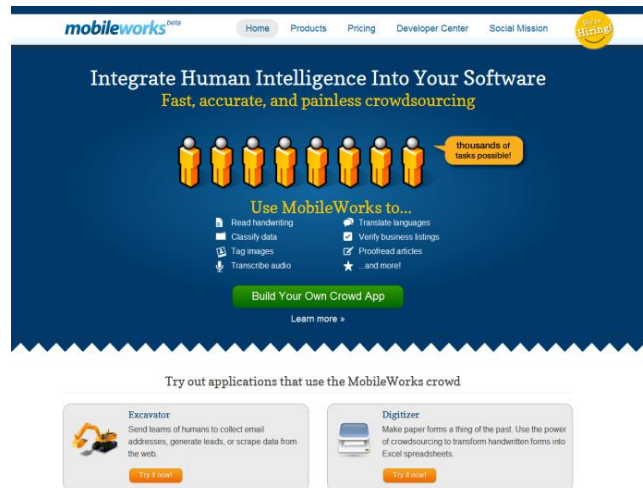 mobileworks beta
Home Products Pricing Developer Center Social Mission
We're Hiring!
Integrate Human Intelligence Into Your Software
Fast, accurate, and painless crowdsourcing
thousands of
tasks possible!
Use MobileWorks to...
Read handwriting
Classify data
Tag images
Transcribe audio
Translate languages
Verify business listings
Proofread articles
...and more!
Build Your Own Crowd App
Learn more »
Try out applications that use the MobileWorks crowd
Excavator
Send teams of humans to collect email
addresses, generate leads, or scrape data from
the web.
Try it now!
Digitizer
Make paper forms a thing of the past. Use the power
of crowdsourcing to transform handwritten forms into
Excel spreadsheets.
Try it now!